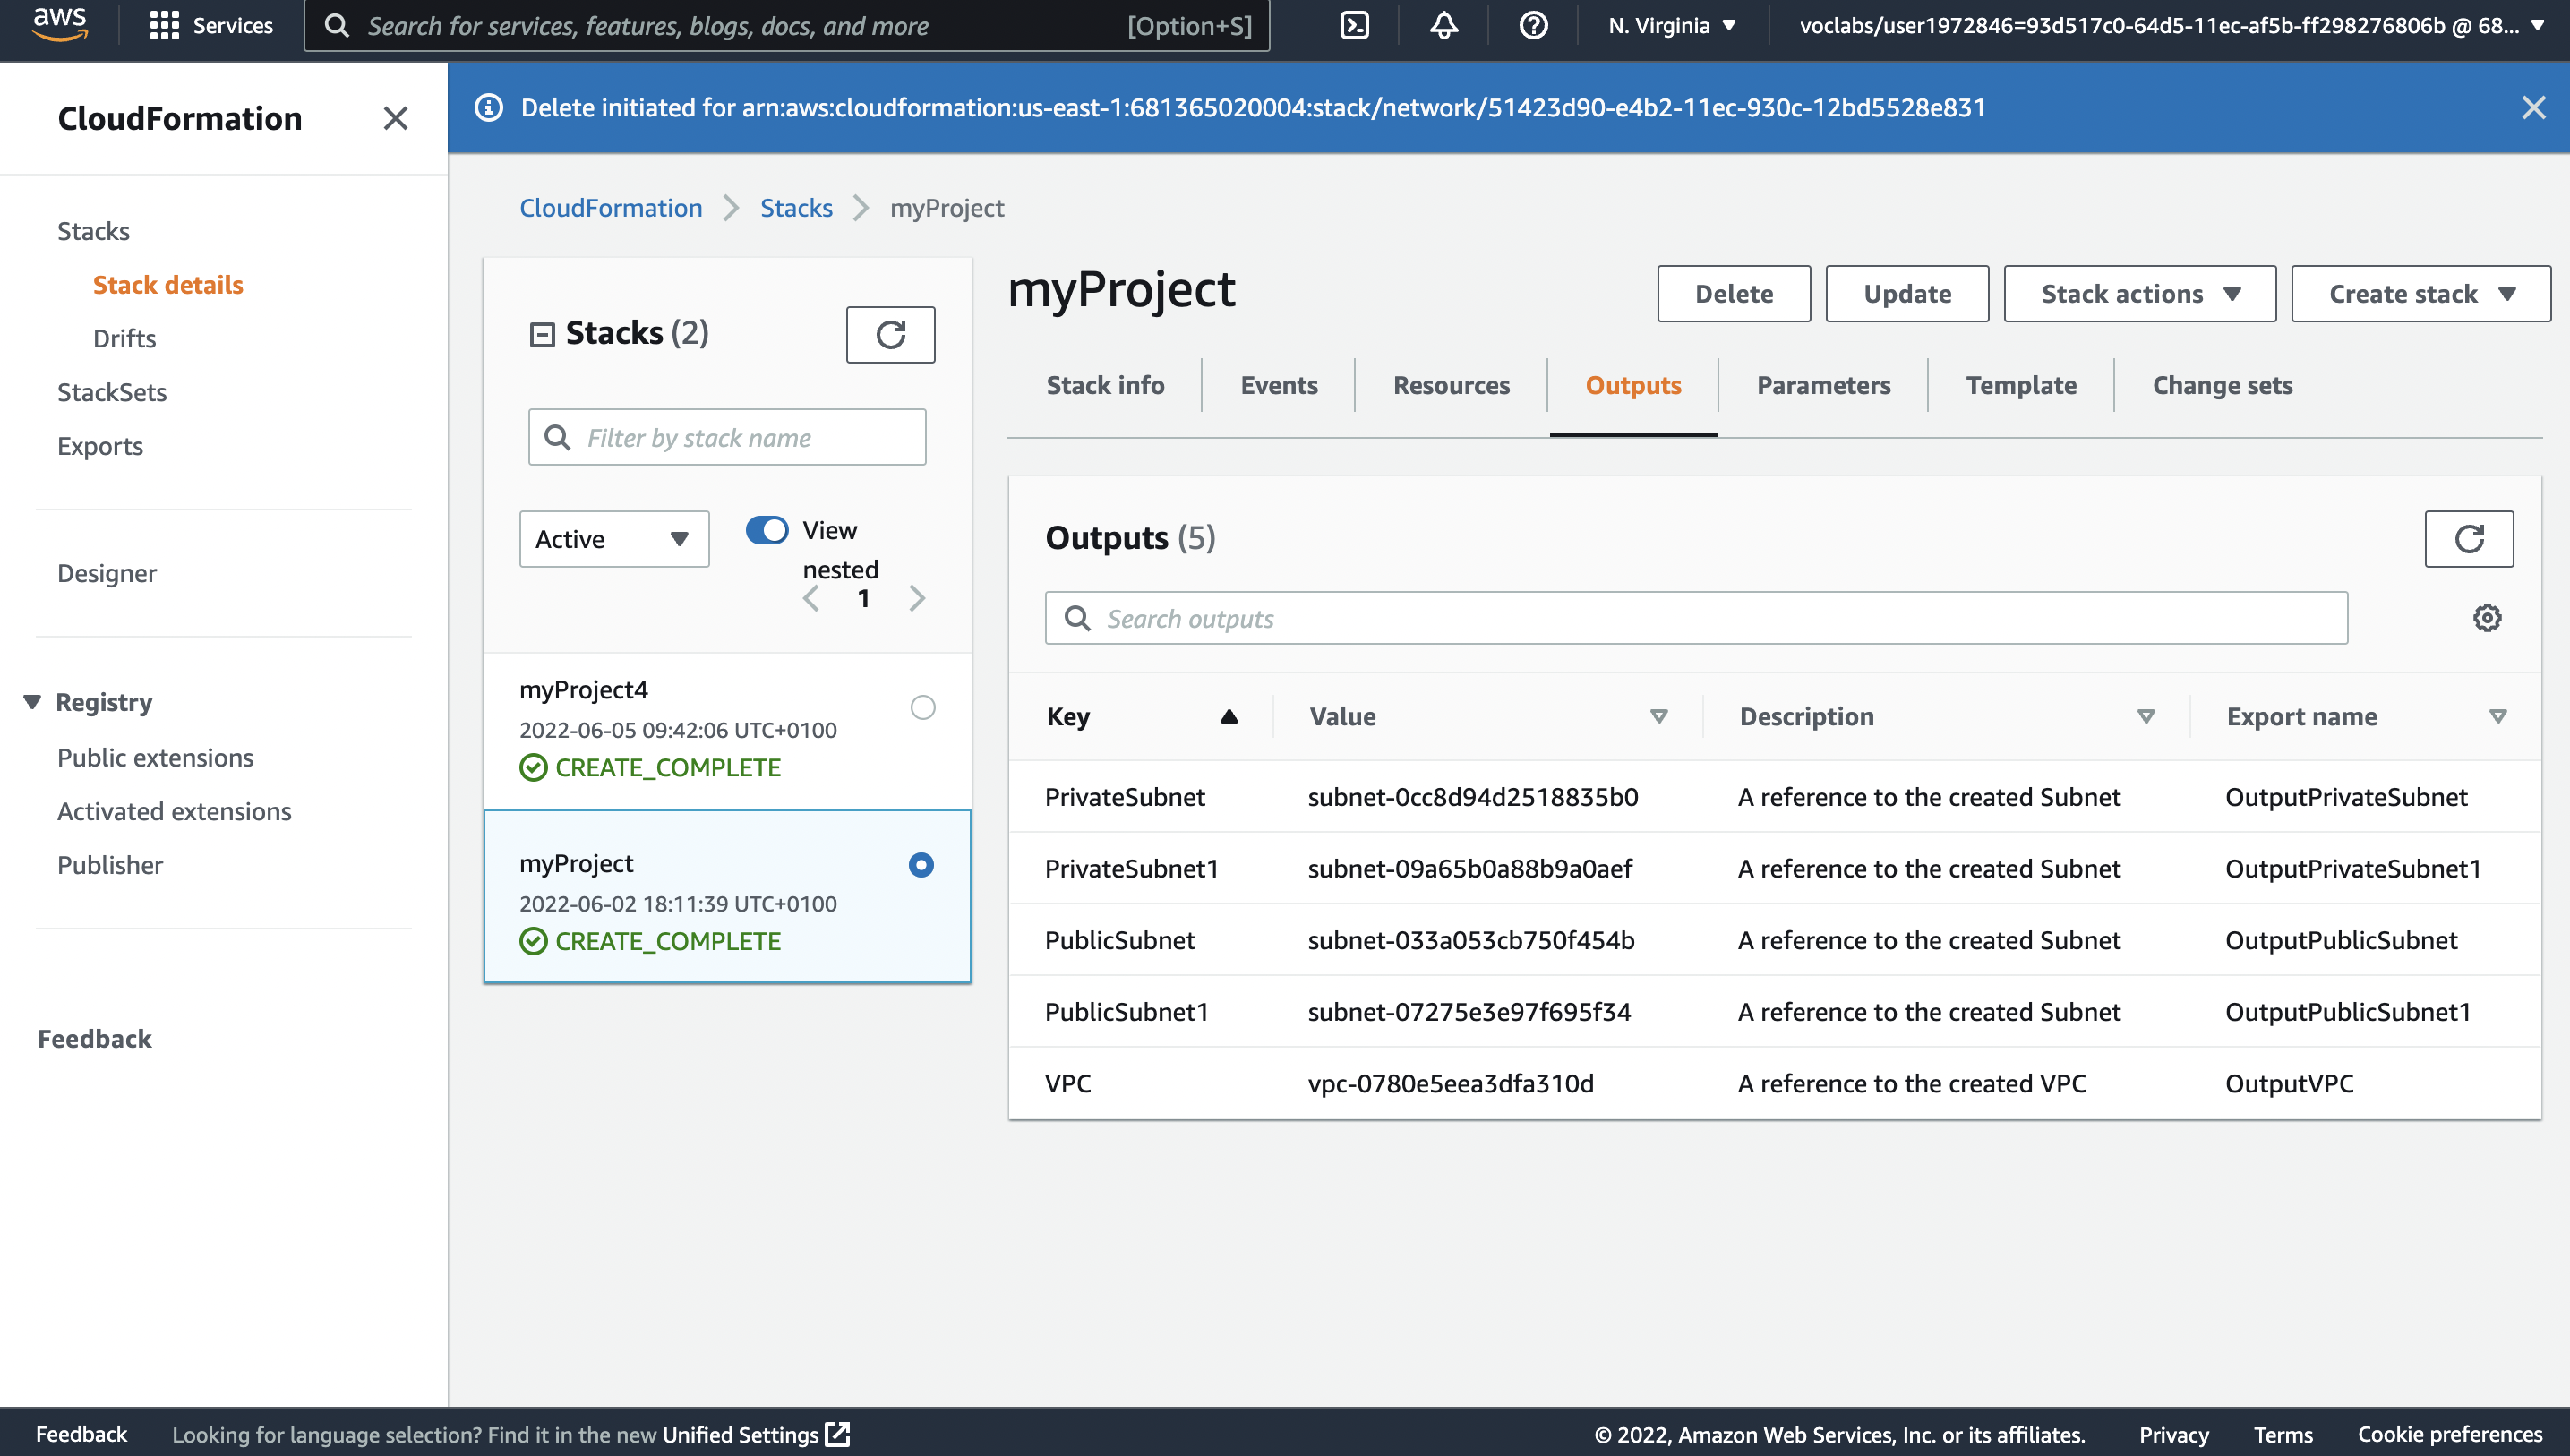 aws
Services
Search for services, features, blogs, docs, and more
[Option+S]
N. Virginia
voclabs/user1972846=93d517c0-64d5-11ec-af5b-ff298276806b @ 68...
CloudFormation
Delete initiated for arn:aws:cloudformation:us-east-1:681365020004:stack/network/51423d90-e4b2-11ec-930c-12bd5528e831
Stacks
Stack details
Drifts
StackSets
Exports
Designer
Registry
Public extensions
Activated extensions
Publisher
Feedback
CloudFormation
Stacks
myProject
Stacks (2)
Filter by stack name
Active
View
nested
1
myProject4
2022-06-05 09:42:06 UTC+0100
CREATE_COMPLETE
myProject
2022-06-02 18:11:39 UTC+0100
CREATE_COMPLETE
myProject
Delete
Update
Stack actions
Create stack
Stack info
Events
Resources
Outputs
Parameters
Template
Change sets
Outputs (5)
Search outputs
Key Value Description Export name
PrivateSubnet subnet-0cc8d94d2518835b0 A reference to the created Subnet OutputPrivateSubnet
PrivateSubnet1 subnet-09a65b0a88b9a0aef A reference to the created Subnet OutputPrivateSubnet1
PublicSubnet subnet-033a053cb750f454b A reference to the created Subnet OutputPublicSubnet
PublicSubnet1 subnet-07275e3e97f695f34 A reference to the created Subnet OutputPublicSubnet1
VPC vpc-0780e5eea3dfa310d A reference to the created VPC OutputVPC
Feedback
Looking for language selection? Find it in the new Unified Settings
© 2022, Amazon Web Services, Inc. or its affiliates.
Privacy
Terms
Cookie preferences